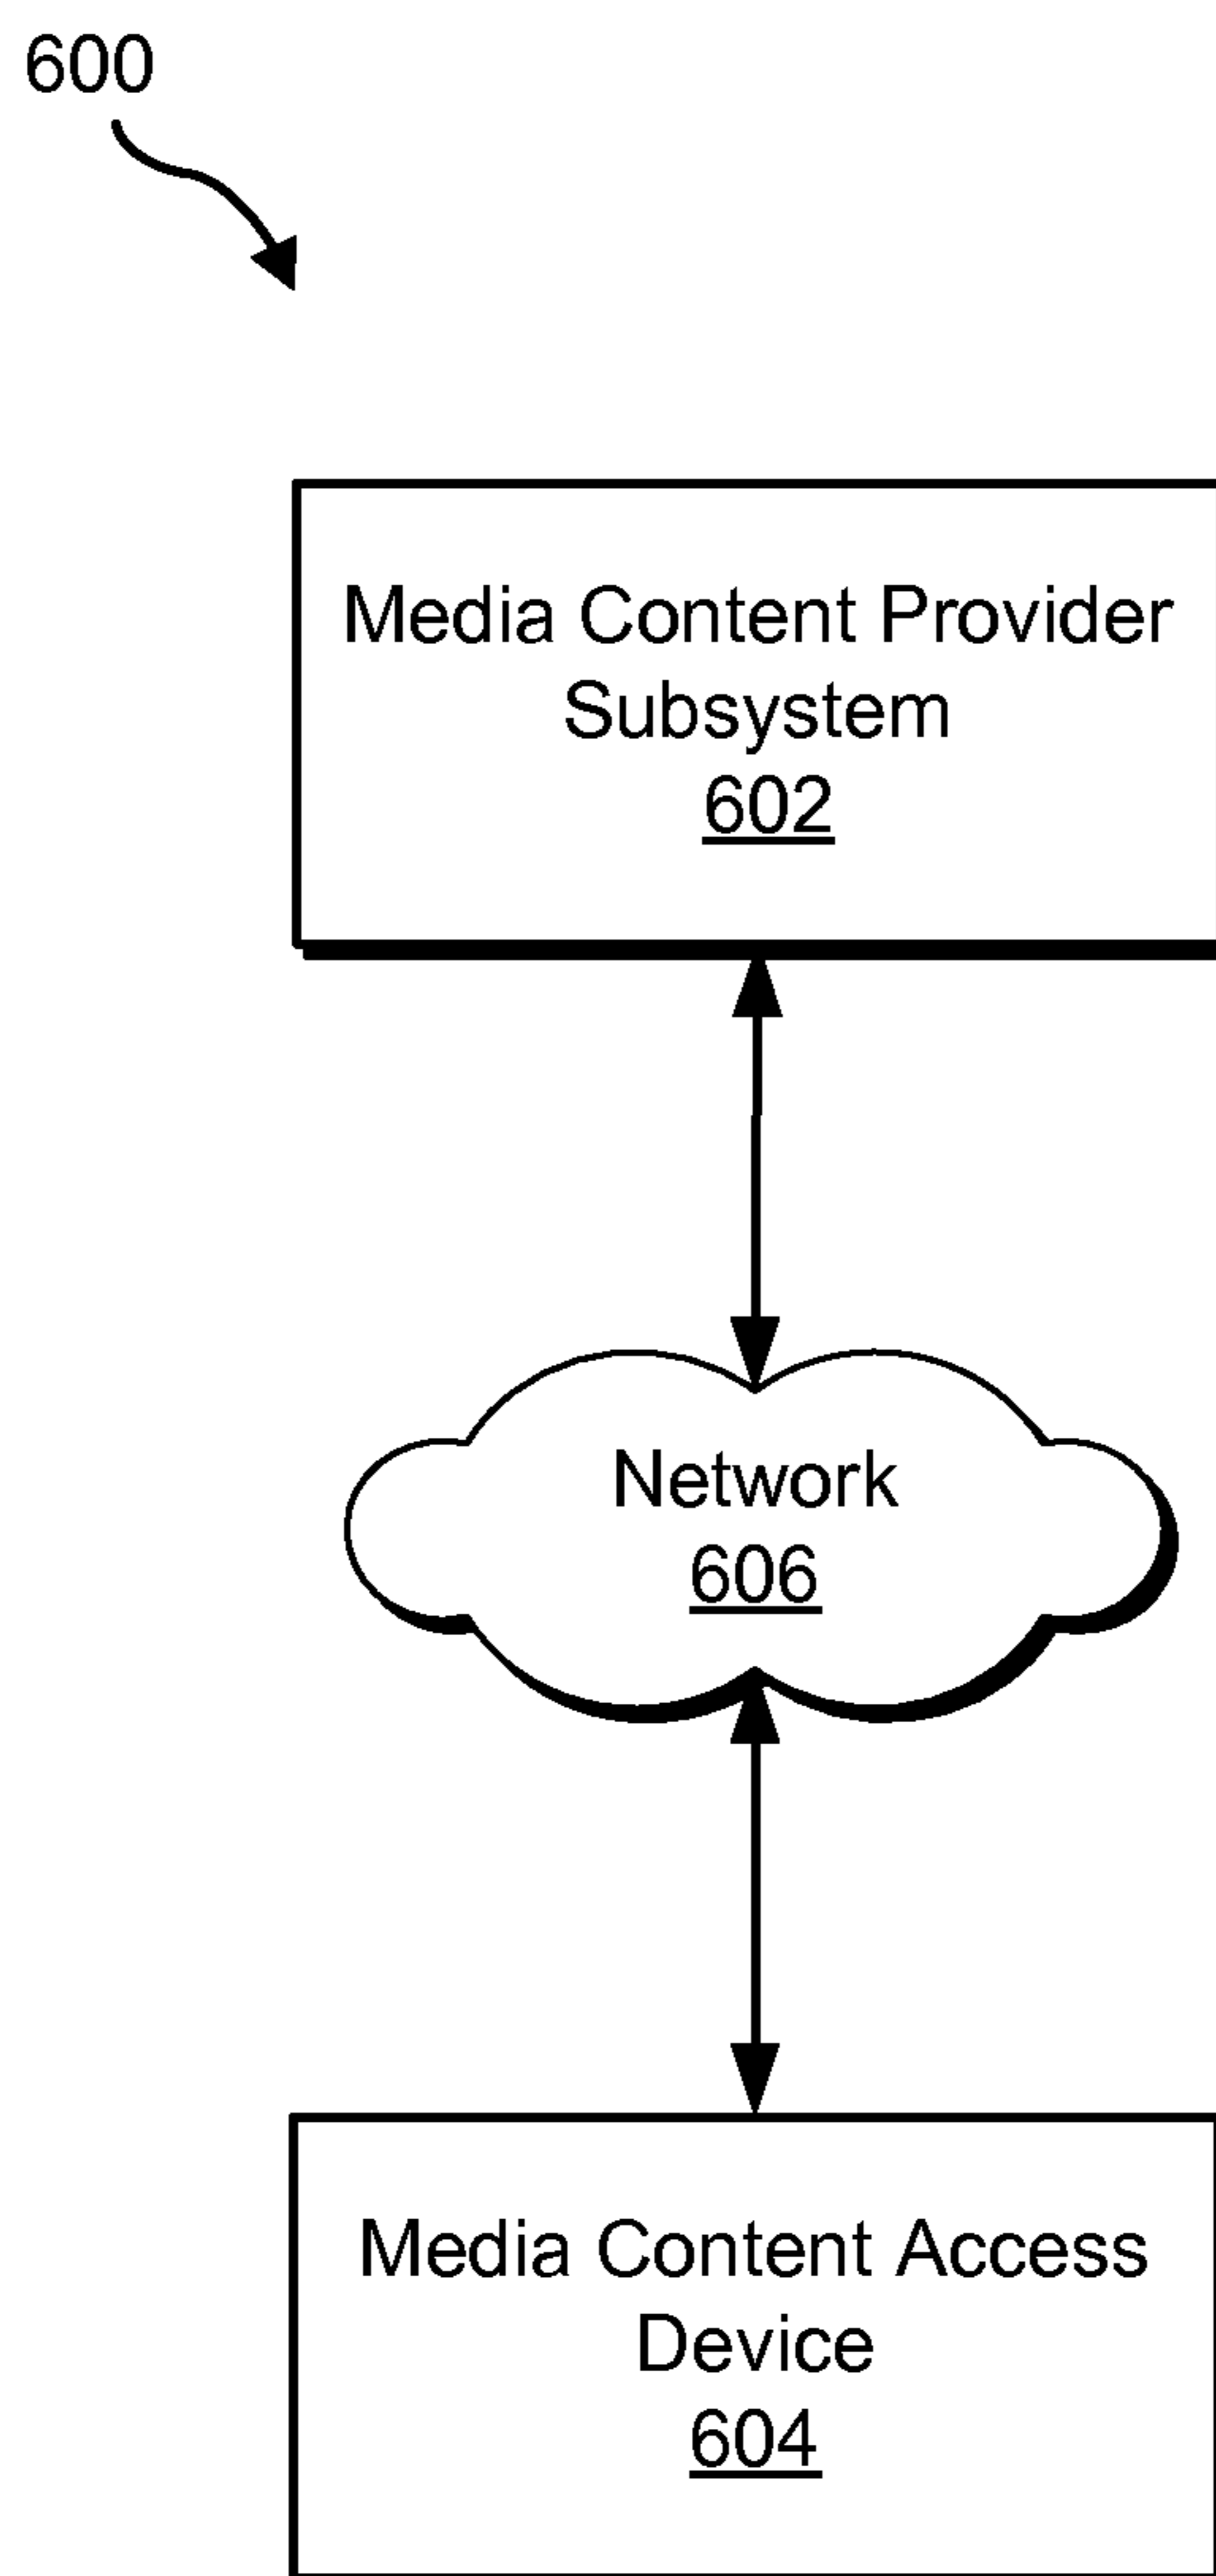 600
Media Content Provider
Subsystem
602
Network
606
Media Content Access
Device
604